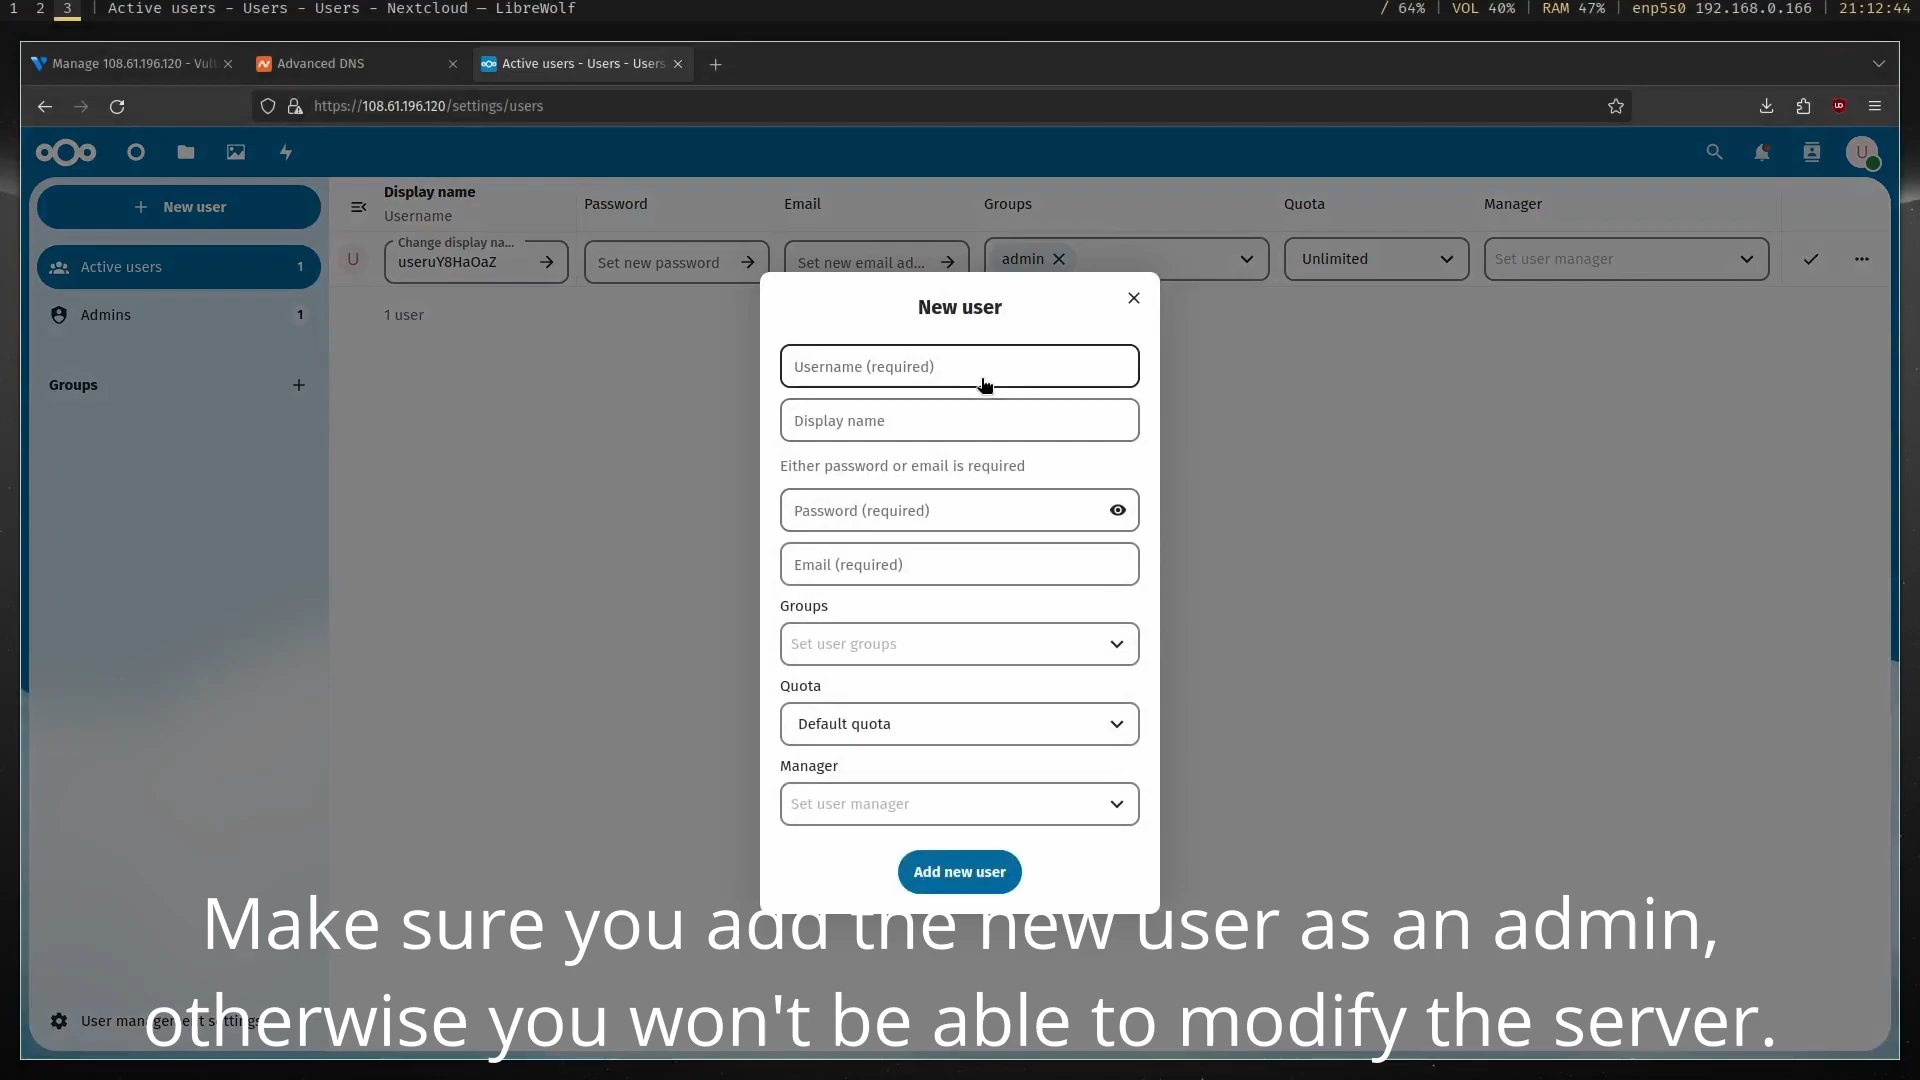 1 2 3 | Active users - Users - Users - Nextcloud — LibreWolf
/ 64% | VOL 40% | RAM 47% | enp5s0 192.168.0.166 | 21:12:44
Manage 108.61.196.120 - Vult
Advanced DNS
Active users - Users - Users
https://108.61.196.120/settings/users
U
New user
Active users 1
Admins 1
Groups
User management settings
Display name
Username
Password
Email
Groups
Quota
Manager
U
Change display na...
useruY8HaOaZ
Set new password
Set new email ad...
admin
Unlimited
Set user manager
1 user
New user
Username (required)
Display name
Either password or email is required
Password (required)
Email (required)
Groups
Set user groups
Quota
Default quota
Manager
Set user manager
Add new user
Make sure you add the new user as an admin,
otherwise you won't be able to modify the server.